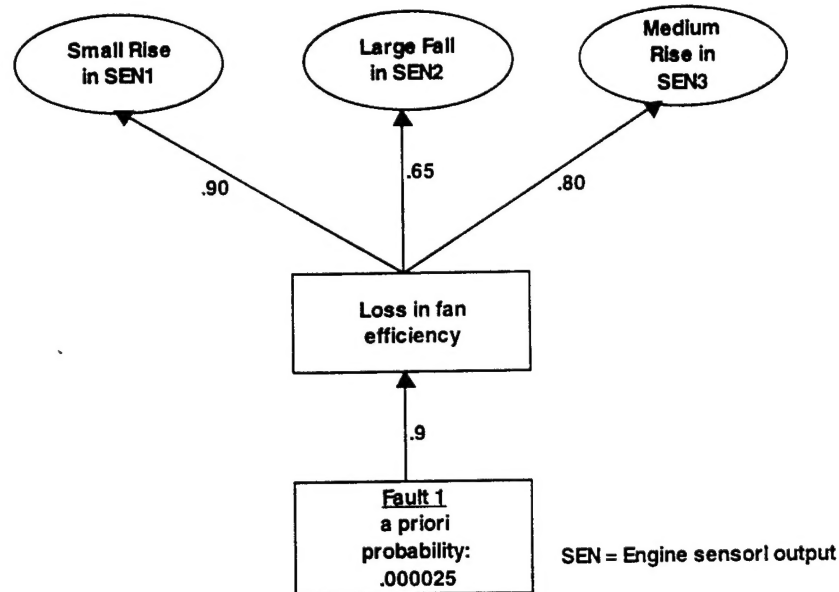 Small Rise
in SEN1
Large Fall
in SEN2
Medium
Rise in
SEN3
.90
.65
.80
Loss in fan
efficiency
.9
Fault 1
a priori
probability:
.000025
SEN = Engine sensorl output